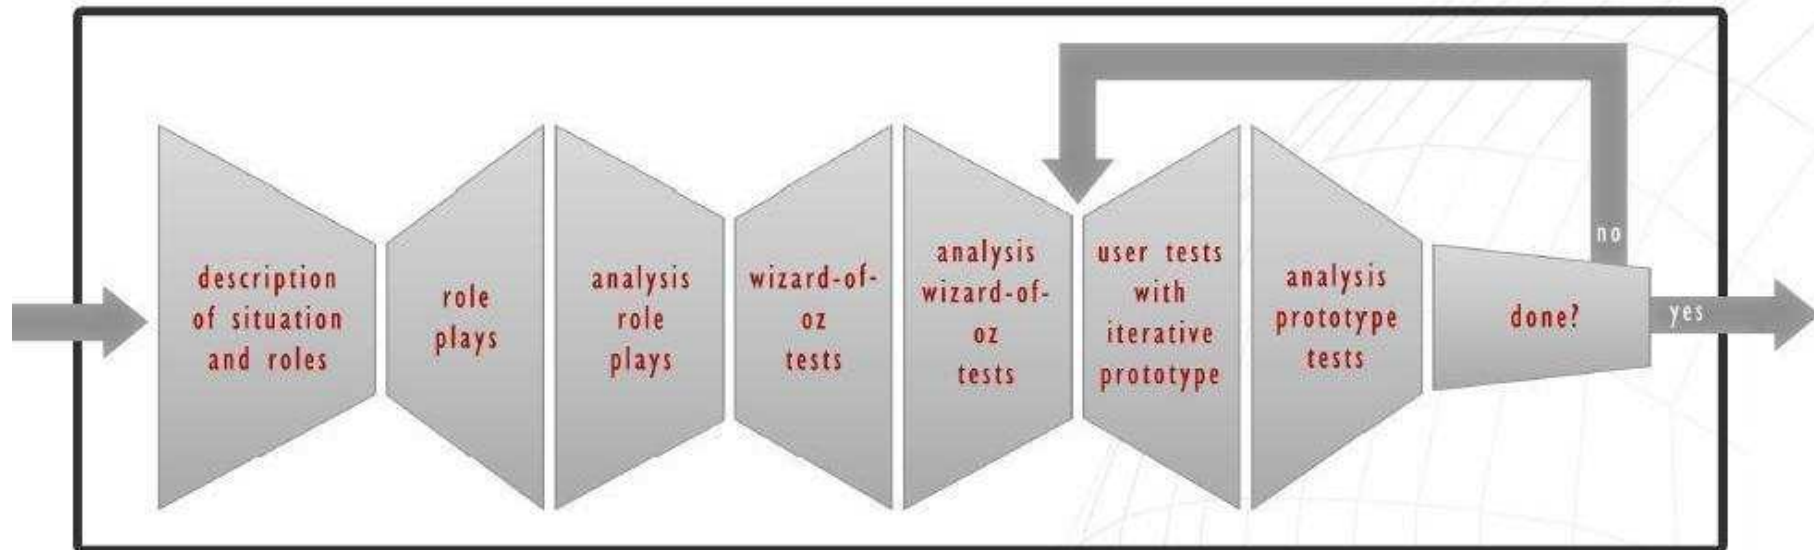 description
of situation
and roles
role
plays
analysis
role
plays
wizard-of-
oz
tests
analysis
wizard-of-
oz
tests
user tests
with
iterative
prototype
analysis
prototype
tests
done?
no
yes